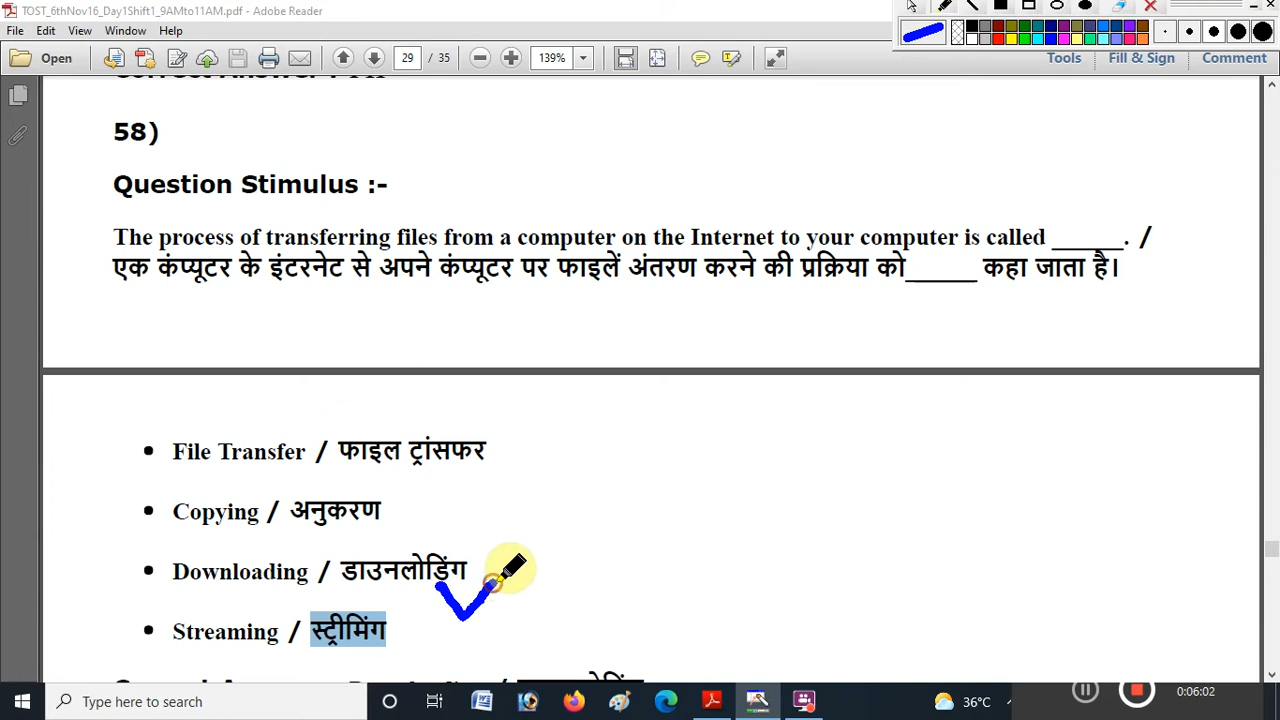 TOST_6thNov16_Day1Shift1_9AMto11AM.pdf - Adobe Reader
File Edit View Window Help
Open 29 / 35 139% Tools Fill & Sign Comment
58)
Question Stimulus :-
The process of transferring files from a computer on the Internet to your computer is called ______. /
एक कंप्यूटर के इंटरनेट से अपने कंप्यूटर पर फाइलें अंतरण करने की प्रक्रिया को______ कहा जाता है।
• File Transfer / फाइल ट्रांसफर
• Copying / अनुकरण
• Downloading / डाउनलोडिंग
• Streaming / स्ट्रीमिंग
Type here to search 36°C 0:06:02